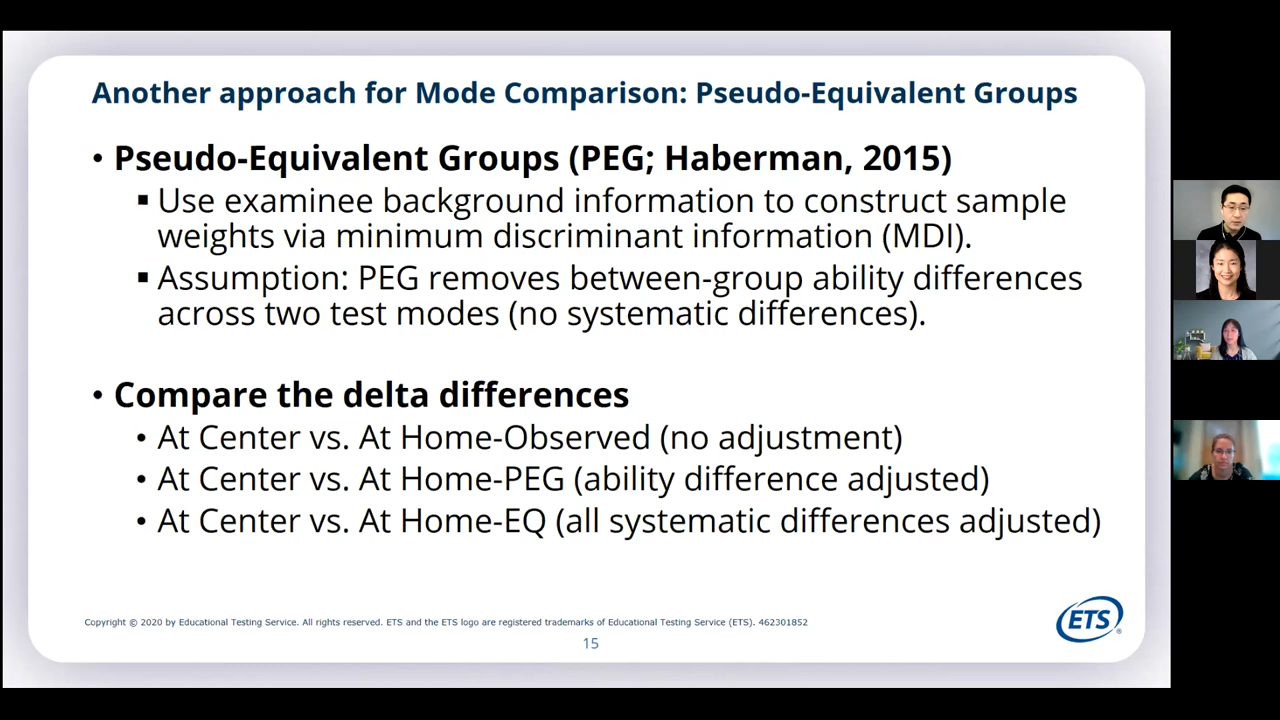 Another approach for Mode Comparison: Pseudo-Equivalent Groups
• Pseudo-Equivalent Groups (PEG; Haberman, 2015)
▪ Use examinee background information to construct sample
weights via minimum discriminant information (MDI).
▪ Assumption: PEG removes between-group ability differences
across two test modes (no systematic differences).
• Compare the delta differences
• At Center vs. At Home-Observed (no adjustment)
• At Center vs. At Home-PEG (ability difference adjusted)
• At Center vs. At Home-EQ (all systematic differences adjusted)
Copyright © 2020 by Educational Testing Service. All rights reserved. ETS and the ETS logo are registered trademarks of Educational Testing Service (ETS). 462301852
ETS®
15